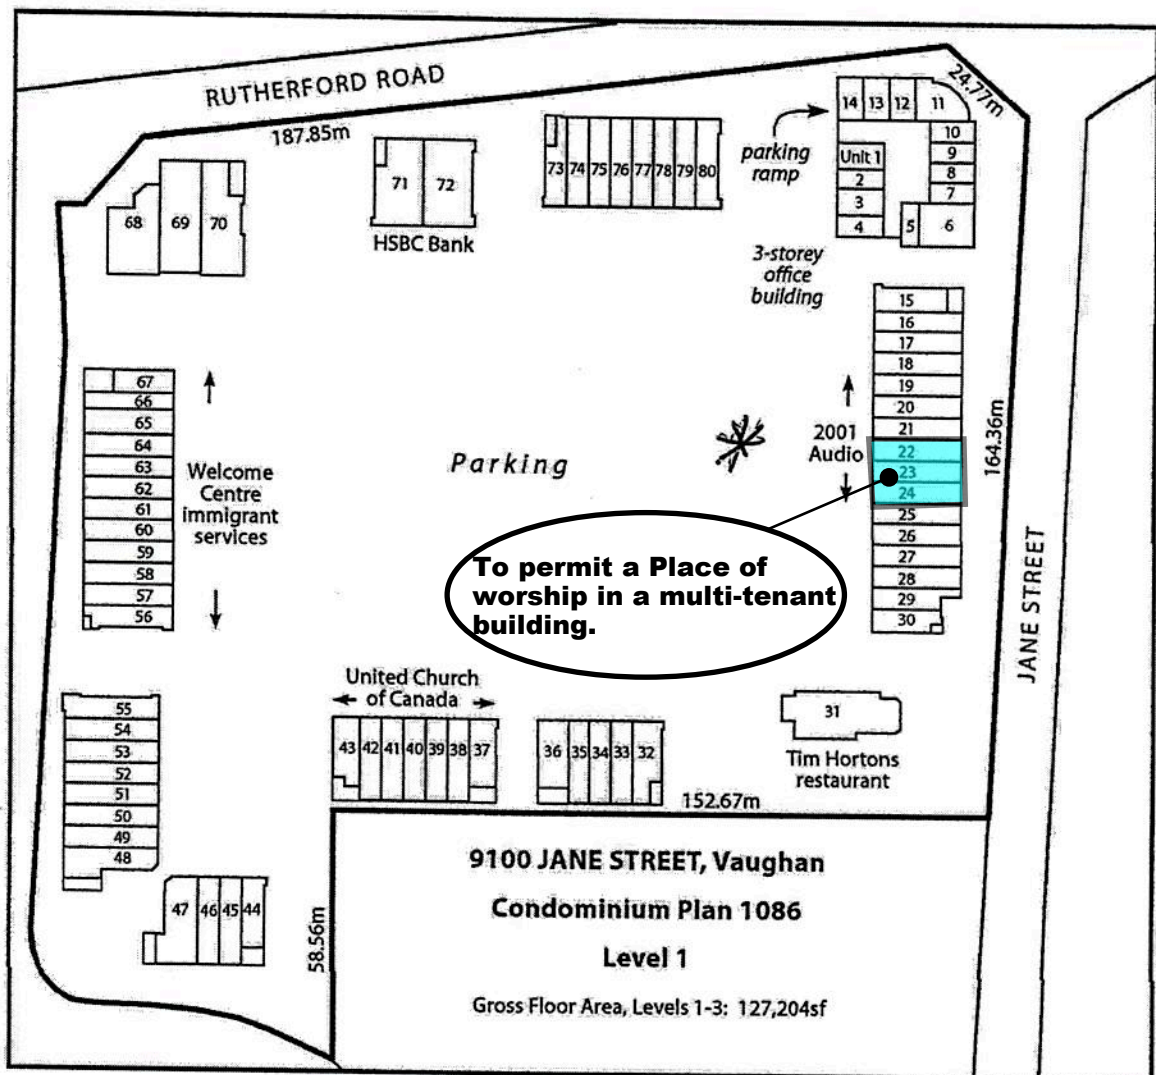 RUTHERFORD ROAD
187.85m
24.77m
14 13 12 11
10
9
8
7
parking
ramp
Unit 1
2
3
4
5 6
73 74 75 76 77 78 79 80
71 72
HSBC Bank
68 69 70
3-storey
office
building
15
16
17
18
19
20
21
22
23
24
25
26
27
28
29
30
2001
Audio
164.36m
JANE STREET
67
66
65
64
63
62
61
60
59
58
57
56
Welcome
Centre
immigrant
services
Parking
To permit a Place of
worship in a multi-tenant
building.
United Church
of Canada
43 42 41 40 39 38 37
36 35 34 33 32
31
Tim Hortons
restaurant
152.67m
55
54
53
52
51
50
49
48
47 46 45 44
58.56m
9100 JANE STREET, Vaughan
Condominium Plan 1086
Level 1
Gross Floor Area, Levels 1-3: 127,204sf